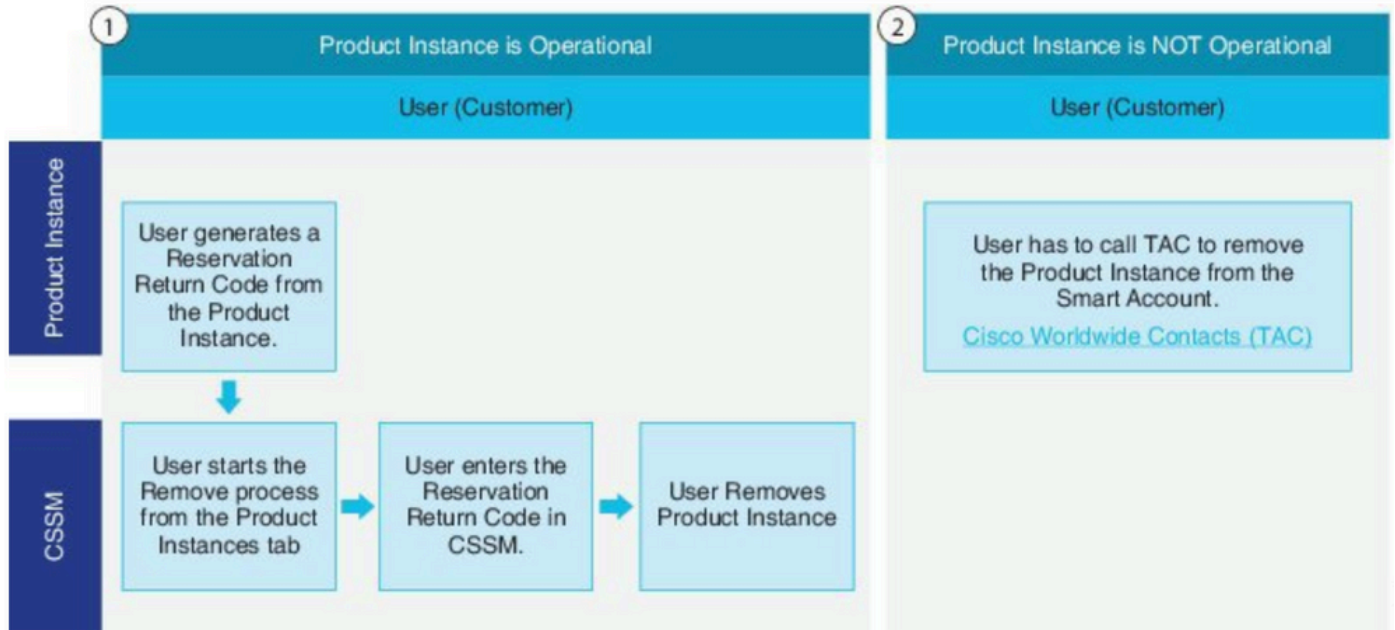 1
Product Instance is Operational
User (Customer)
2
Product Instance is NOT Operational
User (Customer)
Product Instance
User generates a
Reservation
Return Code from
the Product
Instance.
User has to call TAC to remove
the Product Instance from the
Smart Account.
Cisco Worldwide Contacts (TAC)
CSSM
User starts the
Remove process
from the Product
Instances tab
User enters the
Reservation
Return Code in
CSSM.
User Removes
Product Instance